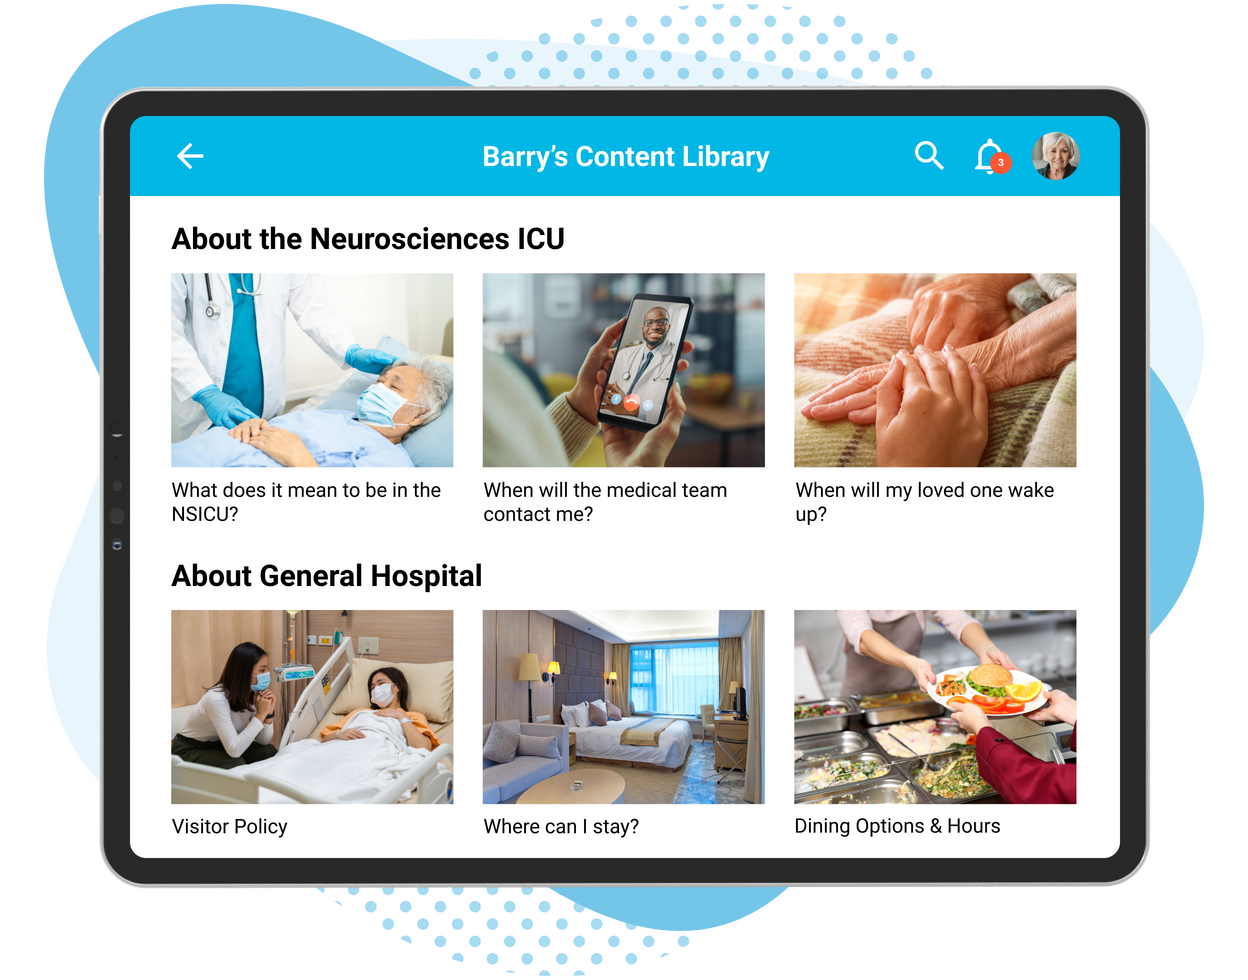 Barry’s Content Library
3
About the Neurosciences ICU
What does it mean to be in the
NSICU?
When will the medical team
contact me?
When will my loved one wake
up?
About General Hospital
Visitor Policy
Where can I stay?
Dining Options & Hours